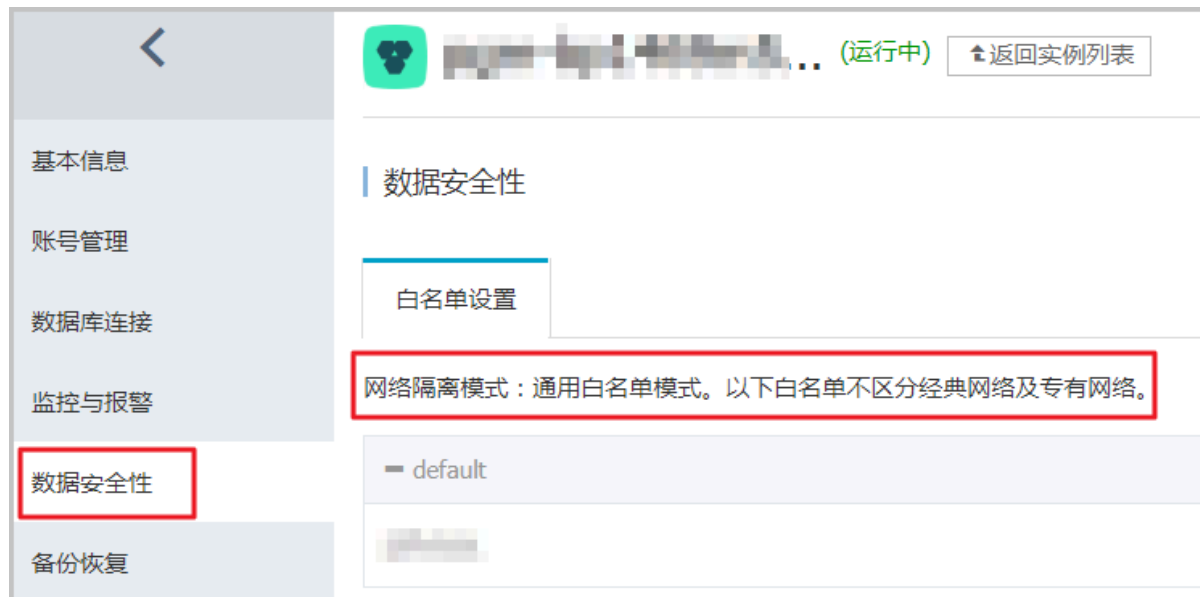 (运行中)
返回实例列表
基本信息
账号管理
数据库连接
监控与报警
数据安全性
备份恢复
数据安全性
白名单设置
网络隔离模式：通用白名单模式。以下白名单不区分经典网络及专有网络。
default